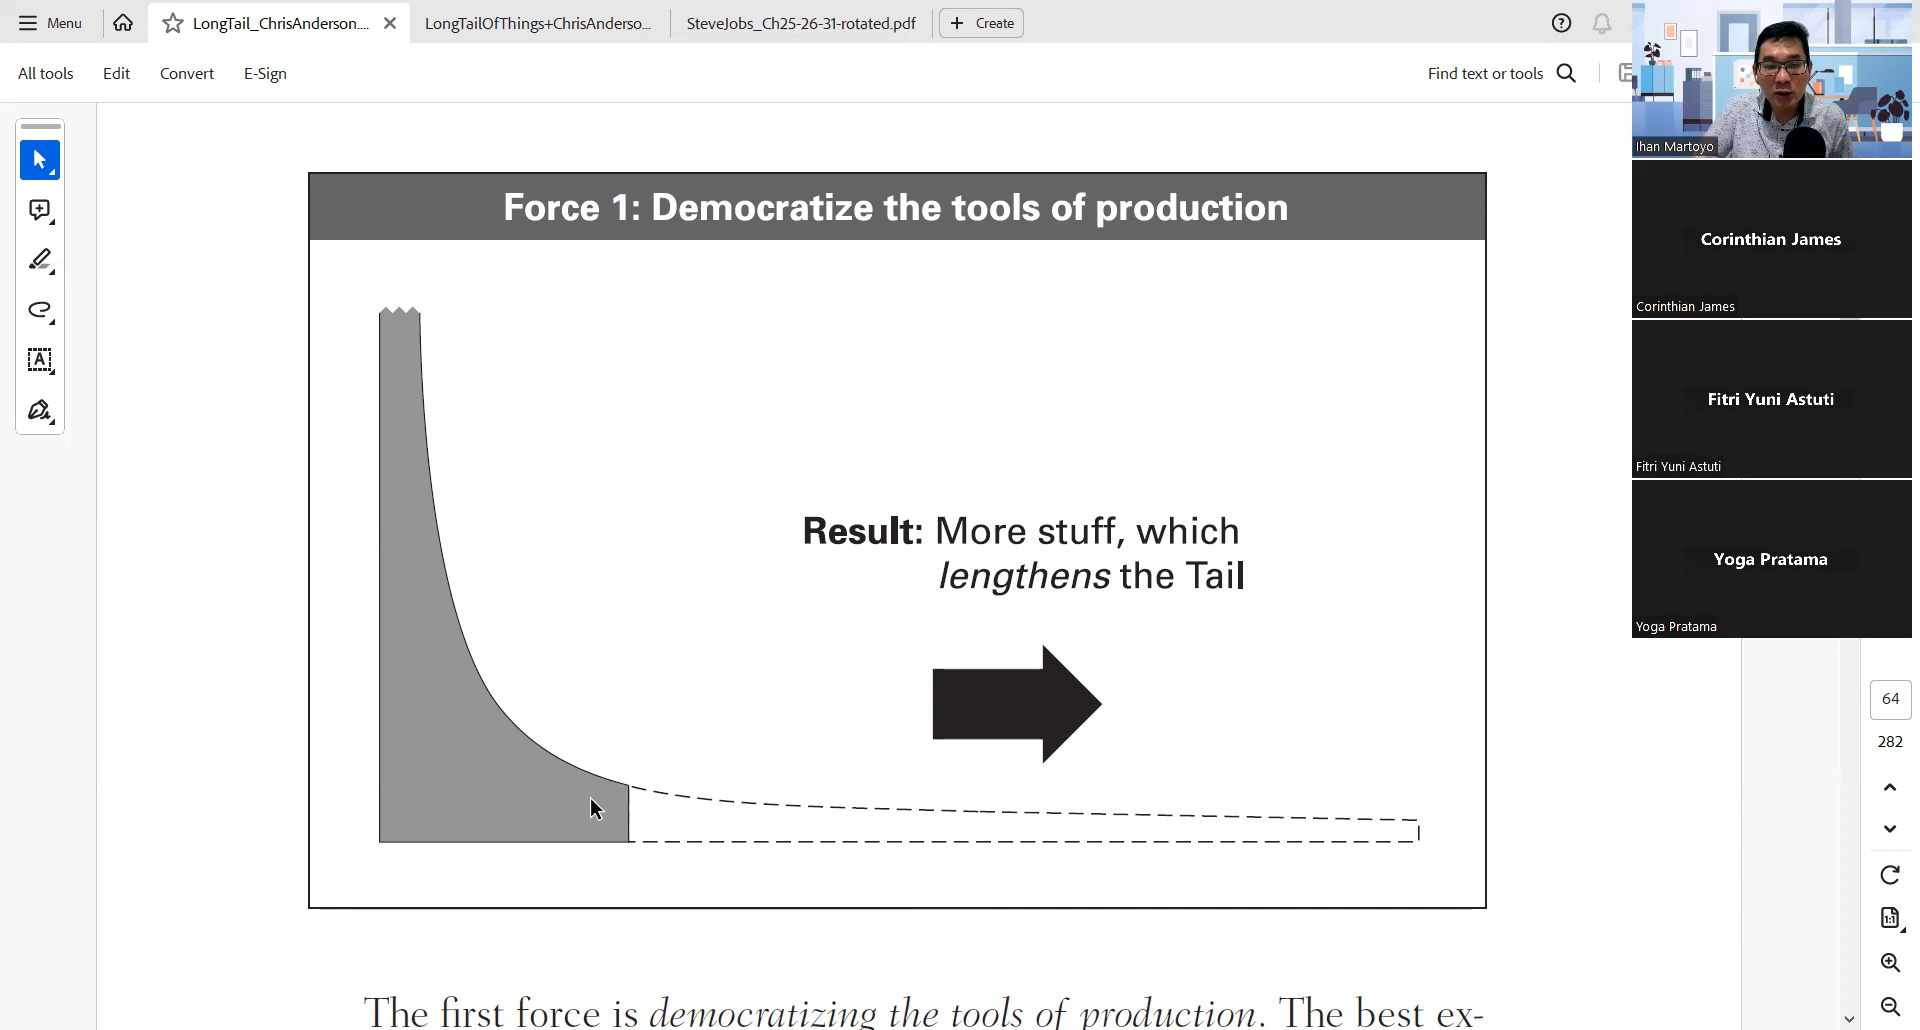 Menu
LongTail_ChrisAnderson....
LongTailOfThings+ChrisAnderso...
SteveJobs_Ch25-26-31-rotated.pdf
Create
All tools
Edit
Convert
E-Sign
Find text or tools
Force 1: Democratize the tools of production
Result: More stuff, which
lengthens the Tail
The first force is democratizing the tools of production. The best ex-
Ihan Martoyo
Corinthian James
Corinthian James
Fitri Yuni Astuti
Fitri Yuni Astuti
Yoga Pratama
Yoga Pratama
64
282